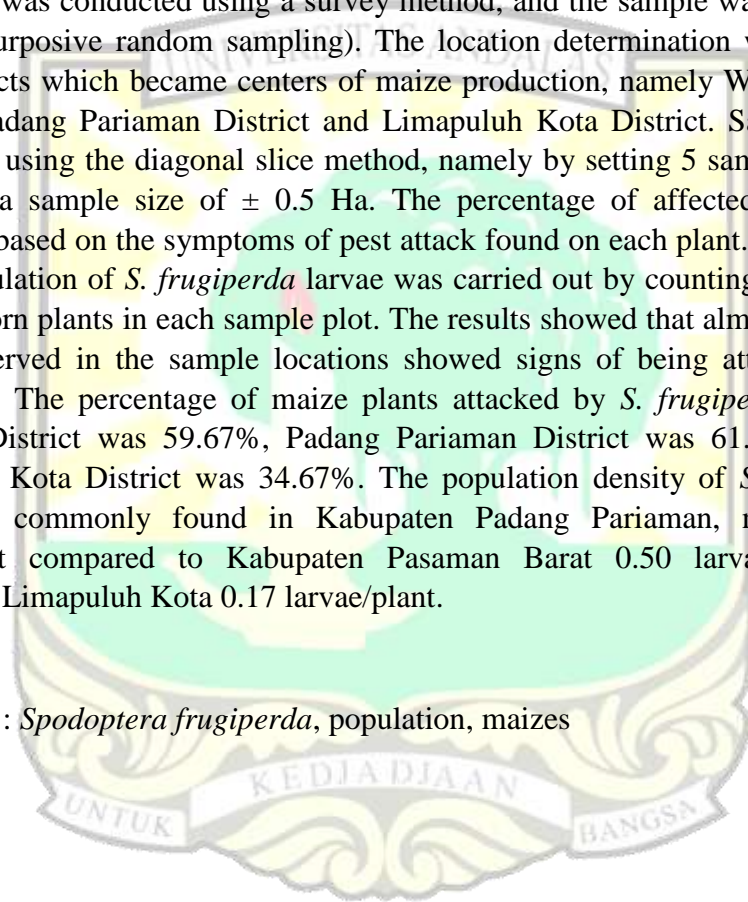 was conducted using a survey method, and the sample wa
urposive random sampling). The location determination
cts which became centers of maize production, namely W
adang Pariaman District and Limapuluh Kota District. Sa
using the diagonal slice method, namely by setting 5 sam
a sample size of ± 0.5 Ha. The percentage of affected
based on the symptoms of pest attack found on each plant.
ulation of S. frugiperda larvae was carried out by counting
orn plants in each sample plot. The results showed that alm
erved in the sample locations showed signs of being att
The percentage of maize plants attacked by S. frugipe
District was 59.67%, Padang Pariaman District was 61.
Kota District was 34.67%. The population density of S
commonly found in Kabupaten Padang Pariaman,
t compared to Kabupaten Pasaman Barat 0.50 larva
Limapuluh Kota 0.17 larvae/plant.
: Spodoptera frugiperda, population, maizes
UNIVERSITAS ANDALAS
KEDJADJAAN
UNTUK
BANGSA